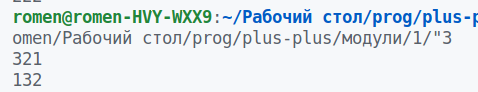 romen@romen-HVY-WXX9:~/Рабочий стол/prog/plus-p
omen/Рабочий стол/prog/plus-plus/модули/1/"3
321
132